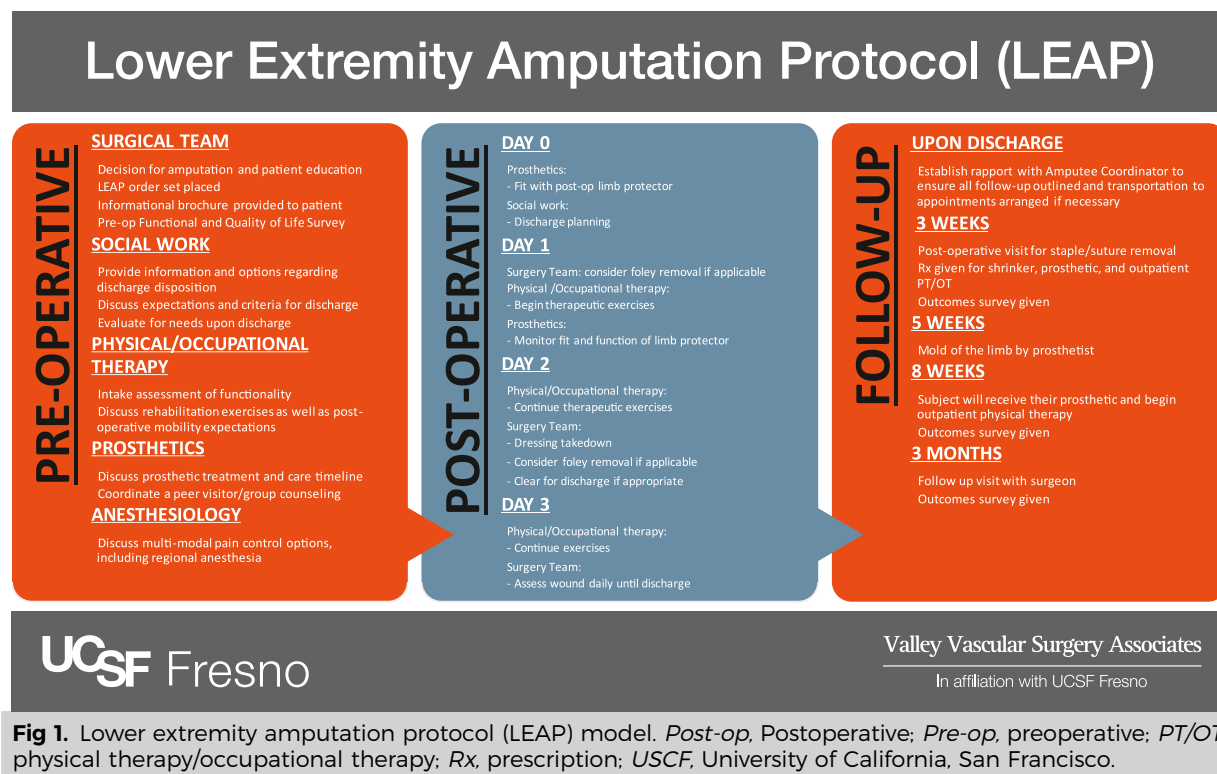 Lower Extremity Amputation Protocol (LEAP)
PRE-OPERATIVE
SURGICAL TEAM
Decision for amputation and patient education
LEAP order set placed
Informational brochure provided to patient
Pre-op Functional and Quality of Life Survey
SOCIAL WORK
Provide information and options regarding
discharge disposition
Discuss expectations and criteria for discharge
Evaluate for needs upon discharge
PHYSICAL/OCCUPATIONAL
THERAPY
Intake assessment of functionality
Discuss rehabilitation exercises as well as post-
operative mobility expectations
PROSTHETICS
Discuss prosthetic treatment and care timeline
Coordinate a peer visitor/group counseling
ANESTHESIOLOGY
Discuss multi-modal pain control options,
including regional anesthesia
POST-OPERATIVE
DAY 0
Prosthetics:
- Fit with post-op limb protector
Social work:
- Discharge planning
DAY 1
Surgery Team: consider foley removal if applicable
Physical /Occupational therapy:
- Begin therapeutic exercises
Prosthetics:
- Monitor fit and function of limb protector
DAY 2
Physical/Occupational therapy:
- Continue therapeutic exercises
Surgery Team:
- Dressing takedown
- Consider foley removal if applicable
- Clear for discharge if appropriate
DAY 3
Physical/Occupational therapy:
- Continue exercises
Surgery Team:
- Assess wound daily until discharge
FOLLOW-UP
UPON DISCHARGE
Establish rapport with Amputee Coordinator to
ensure all follow-up outlined and transportation to
appointments arranged if necessary
3 WEEKS
Post-operative visit for staple/suture removal
Rx given for shrinker, prosthetic, and outpatient
PT/OT
Outcomes survey given
5 WEEKS
Mold of the limb by prosthetist
8 WEEKS
Subject will receive their prosthetic and begin
outpatient physical therapy
Outcomes survey given
3 MONTHS
Follow up visit with surgeon
Outcomes survey given
UCSF Fresno
Valley Vascular Surgery Associates
In affiliation with UCSF Fresno
Fig 1. Lower extremity amputation protocol (LEAP) model. Post-op, Postoperative; Pre-op, preoperative; PT/OT
physical therapy/occupational therapy; Rx, prescription; USCF, University of California, San Francisco.